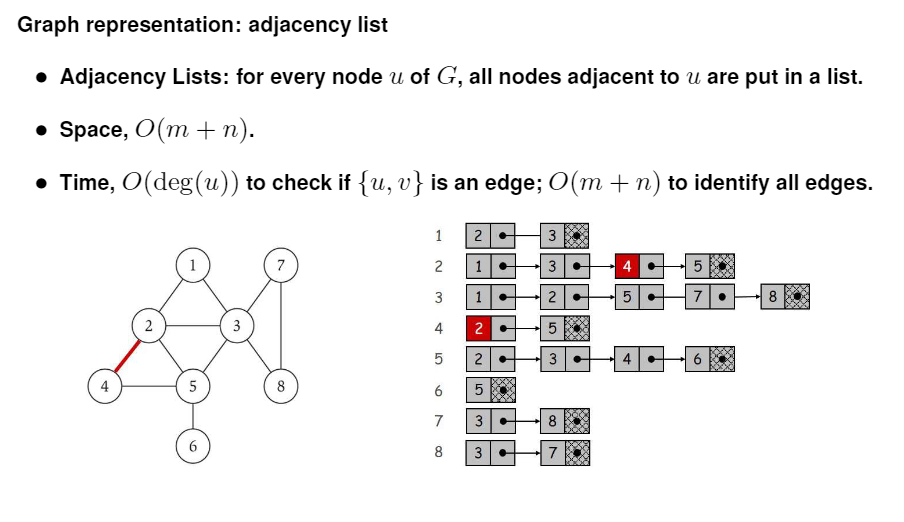 Graph representation: adjacency list
● Adjacency Lists: for every node u of G, all nodes adjacent to u are put in a list.
● Space, O(m + n).
● Time, O(deg(u)) to check if {u, v} is an edge; O(m + n) to identify all edges.
1 7
2 3
4 5 8
6
1 2 3
2 1 3 4 5
3 1 2 5 7 8
4 2 5
5 2 3 4 6
6 5
7 3 8
8 3 7